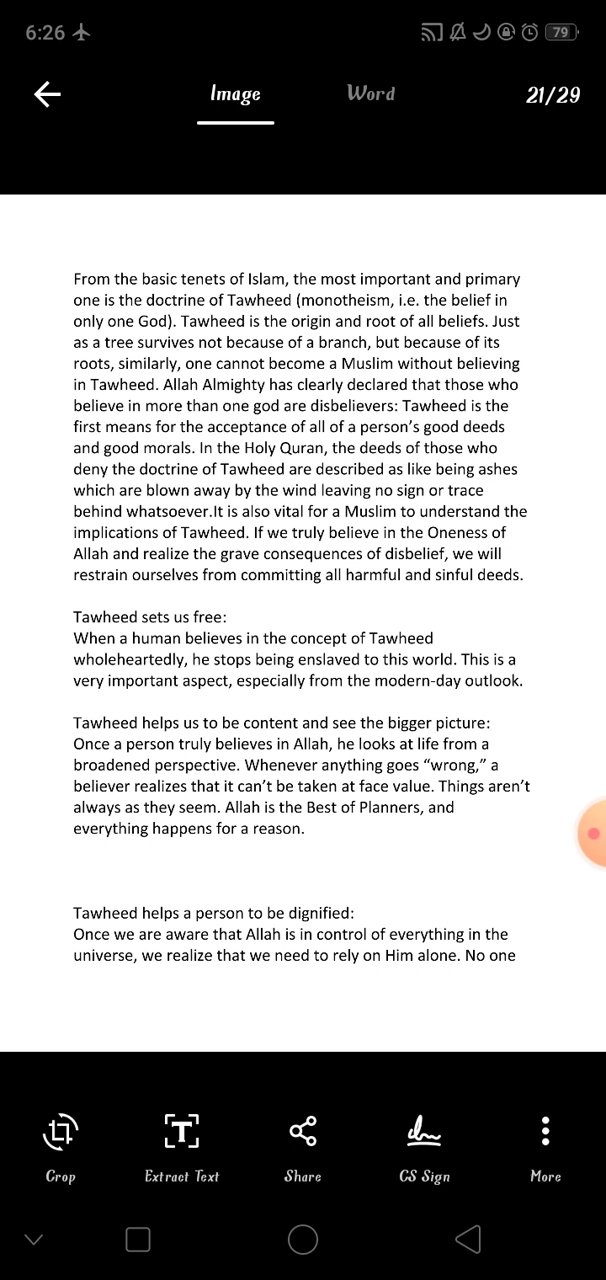 6:26
79
Image
Word
21/29
From the basic tenets of Islam, the most important and primary
one is the doctrine of Tawheed (monotheism, i.e. the belief in
only one God). Tawheed is the origin and root of all beliefs. Just
as a tree survives not because of a branch, but because of its
roots, similarly, one cannot become a Muslim without believing
in Tawheed. Allah Almighty has clearly declared that those who
believe in more than one god are disbelievers: Tawheed is the
first means for the acceptance of all of a person’s good deeds
and good morals. In the Holy Quran, the deeds of those who
deny the doctrine of Tawheed are described as like being ashes
which are blown away by the wind leaving no sign or trace
behind whatsoever.It is also vital for a Muslim to understand the
implications of Tawheed. If we truly believe in the Oneness of
Allah and realize the grave consequences of disbelief, we will
restrain ourselves from committing all harmful and sinful deeds.
Tawheed sets us free:
When a human believes in the concept of Tawheed
wholeheartedly, he stops being enslaved to this world. This is a
very important aspect, especially from the modern-day outlook.
Tawheed helps us to be content and see the bigger picture:
Once a person truly believes in Allah, he looks at life from a
broadened perspective. Whenever anything goes “wrong,” a
believer realizes that it can’t be taken at face value. Things aren’t
always as they seem. Allah is the Best of Planners, and
everything happens for a reason.
Tawheed helps a person to be dignified:
Once we are aware that Allah is in control of everything in the
universe, we realize that we need to rely on Him alone. No one
Crop
Extract Text
Share
CS Sign
More